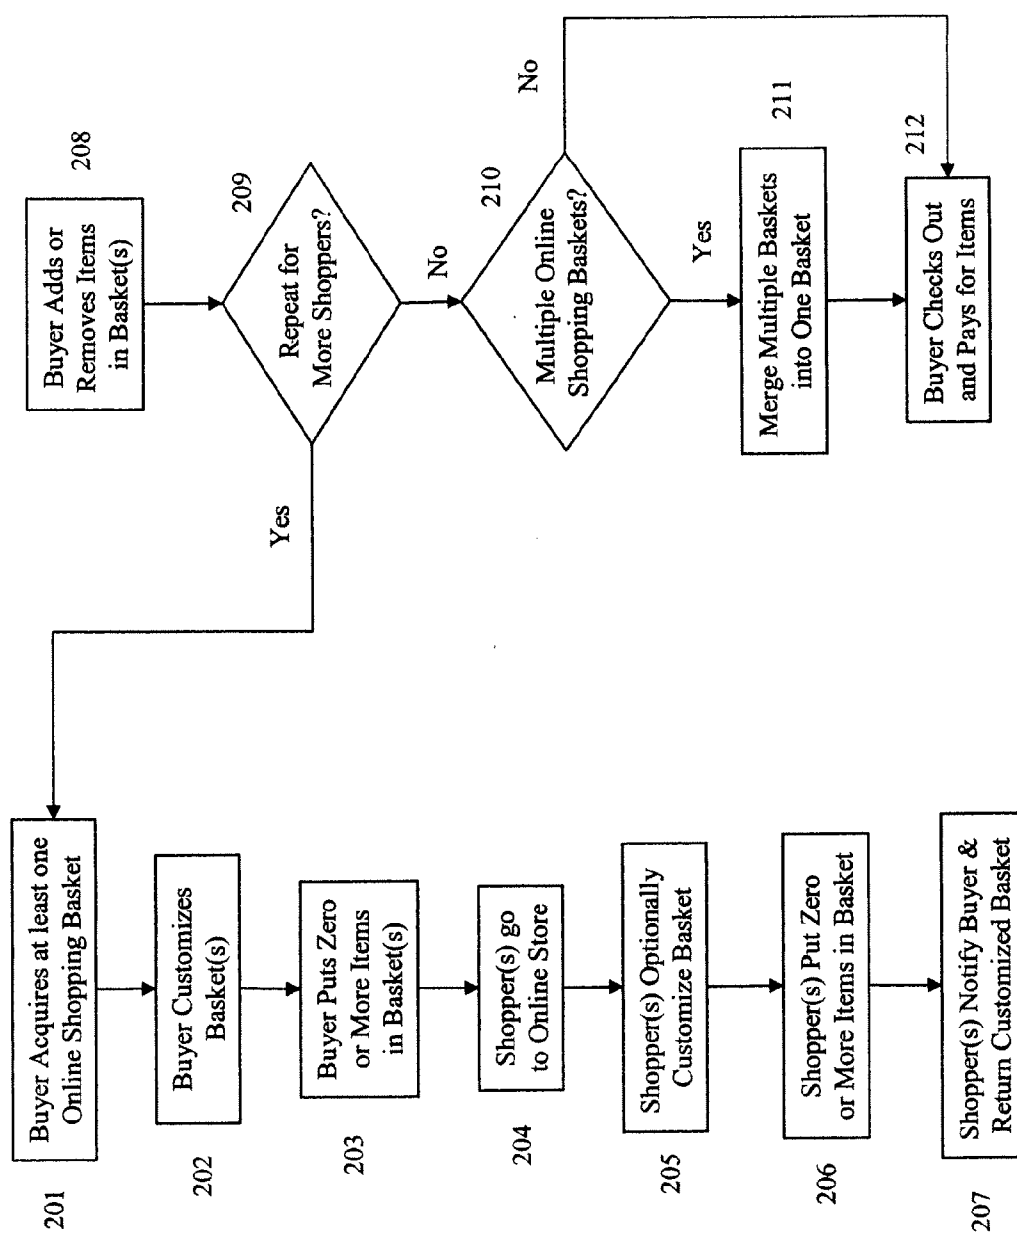 201
Buyer Acquires at least one
Online Shopping Basket
202
Buyer Customizes
Basket(s)
203
Buyer Puts Zero
or More Items
in Basket(s)
204
Shopper(s) go
to Online Store
205
Shopper(s) Optionally
Customize Basket
206
Shopper(s) Put Zero
or More Items in Basket
207
Shopper(s) Notify Buyer &
Return Customized Basket
208
Buyer Adds or
Removes Items
in Basket(s)
209
Repeat for
More Shoppers?
Yes
No
210
Multiple Online
Shopping Baskets?
No
Yes
211
Merge Multiple Baskets
into One Basket
212
Buyer Checks Out
and Pays for Items